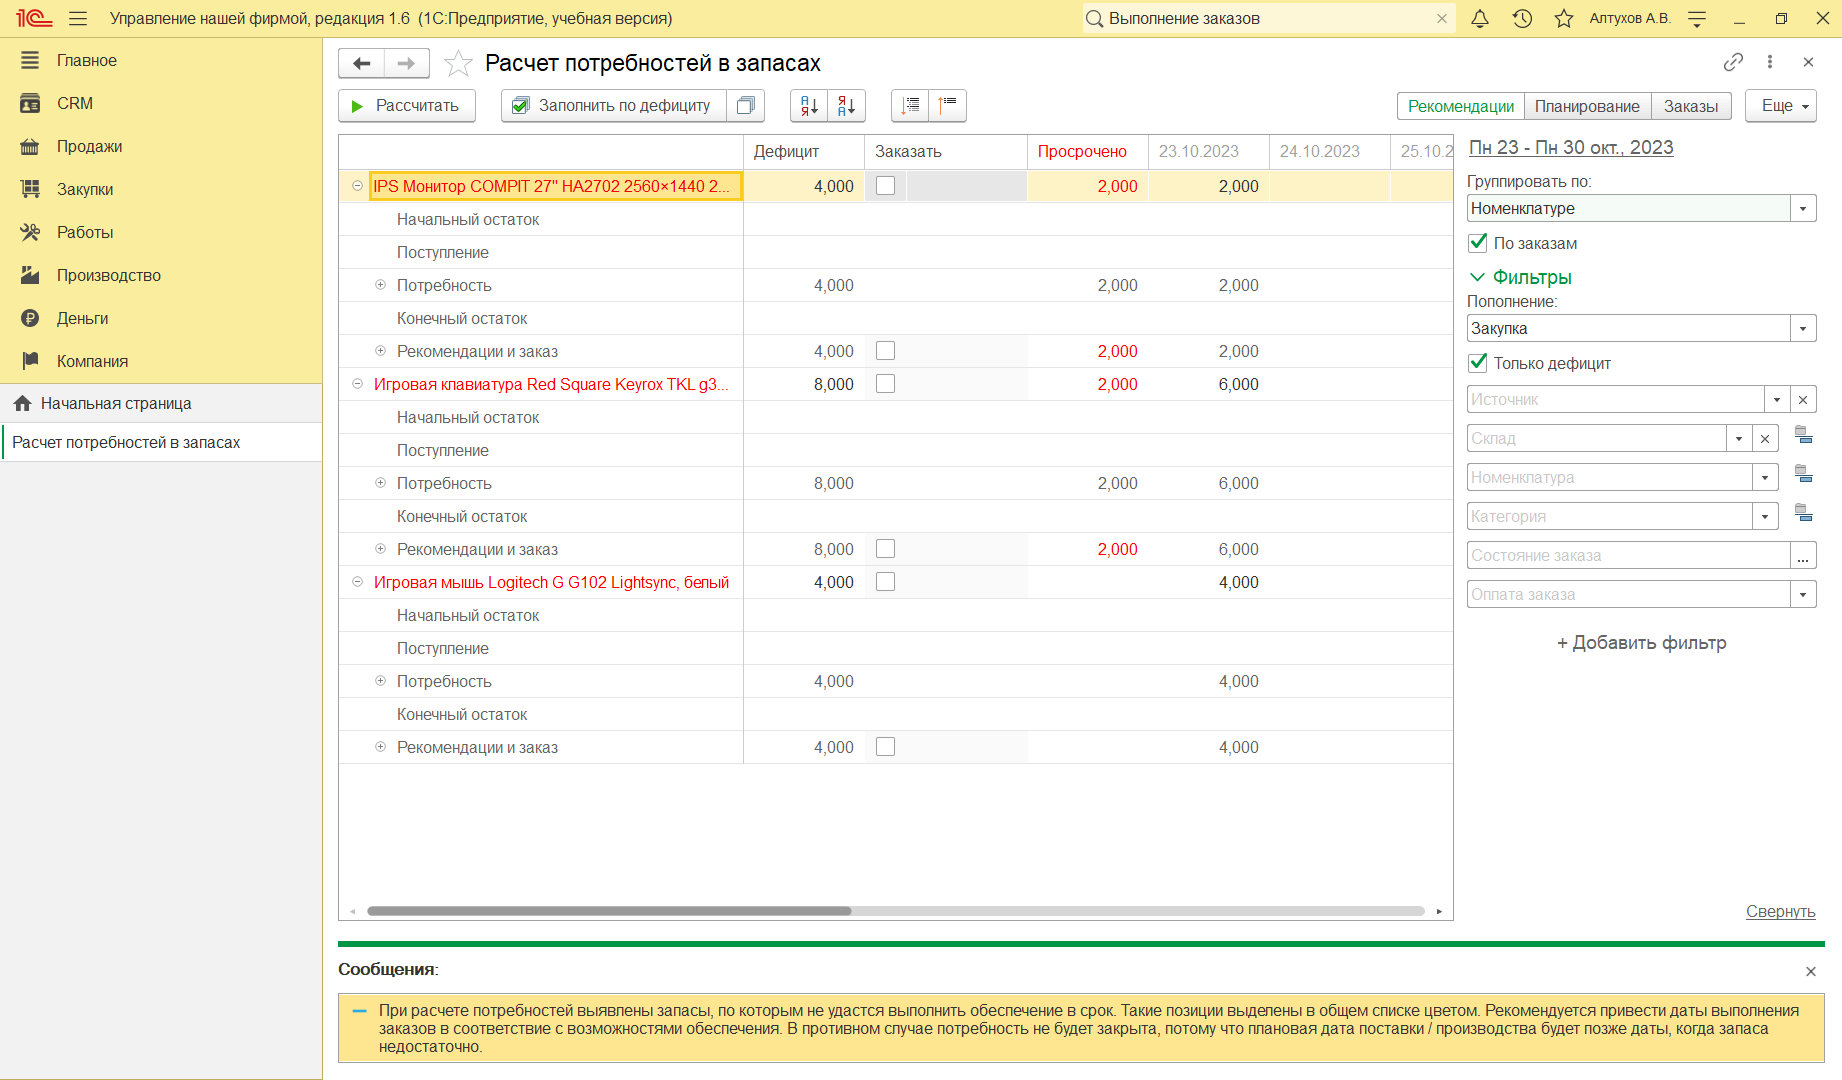 1С Управление нашей фирмой, редакция 1.6 (1С:Предприятие, учебная версия) Выполнение заказов Алтухов А.В.
Главное
CRM
Продажи
Закупки
Работы
Производство
Деньги
Компания
Начальная страница
Расчет потребностей в запасах
Расчет потребностей в запасах
Рассчитать Заполнить по дефициту Рекомендации Планирование Заказы Еще
Дефицит Заказать Просрочено 23.10.2023 24.10.2023 25.10.2
IPS Монитор COMPIT 27" HA2702 2560×1440 2... 4,000 2,000 2,000
Начальный остаток
Поступление
Потребность 4,000 2,000 2,000
Конечный остаток
Рекомендации и заказ 4,000 2,000 2,000
Игровая клавиатура Red Square Keyrox TKL g3... 8,000 2,000 6,000
Начальный остаток
Поступление
Потребность 8,000 2,000 6,000
Конечный остаток
Рекомендации и заказ 8,000 2,000 6,000
Игровая мышь Logitech G G102 Lightsync, белый 4,000 4,000
Начальный остаток
Поступление
Потребность 4,000 4,000
Конечный остаток
Рекомендации и заказ 4,000 4,000
Пн 23 - Пн 30 окт., 2023
Группировать по:
Номенклатуре
По заказам
Фильтры
Пополнение:
Закупка
Только дефицит
Источник
Склад
Номенклатура
Категория
Состояние заказа
Оплата заказа
+ Добавить фильтр
Свернуть
Сообщения:
При расчете потребностей выявлены запасы, по которым не удастся выполнить обеспечение в срок. Такие позиции выделены в общем списке цветом. Рекомендуется привести даты выполнения
заказов в соответствие с возможностями обеспечения. В противном случае потребность не будет закрыта, потому что плановая дата поставки / производства будет позже даты, когда запаса
недостаточно.